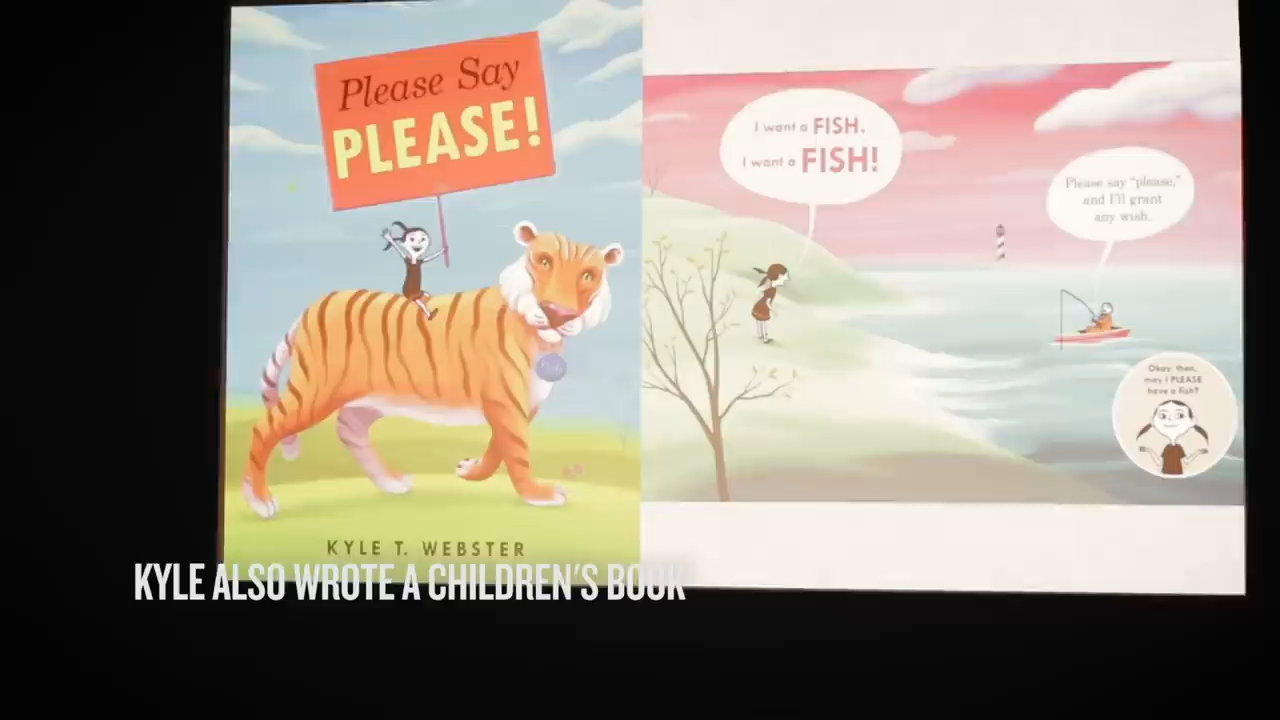 Please Say
PLEASE!
KYLE T. WEBSTER
I want a FISH.
I want a FISH!
Please say "please,"
and I'll grant
any wish.
Okay, then,
may I PLEASE
have a fish?
KYLE ALSO WROTE A CHILDREN'S BOOK